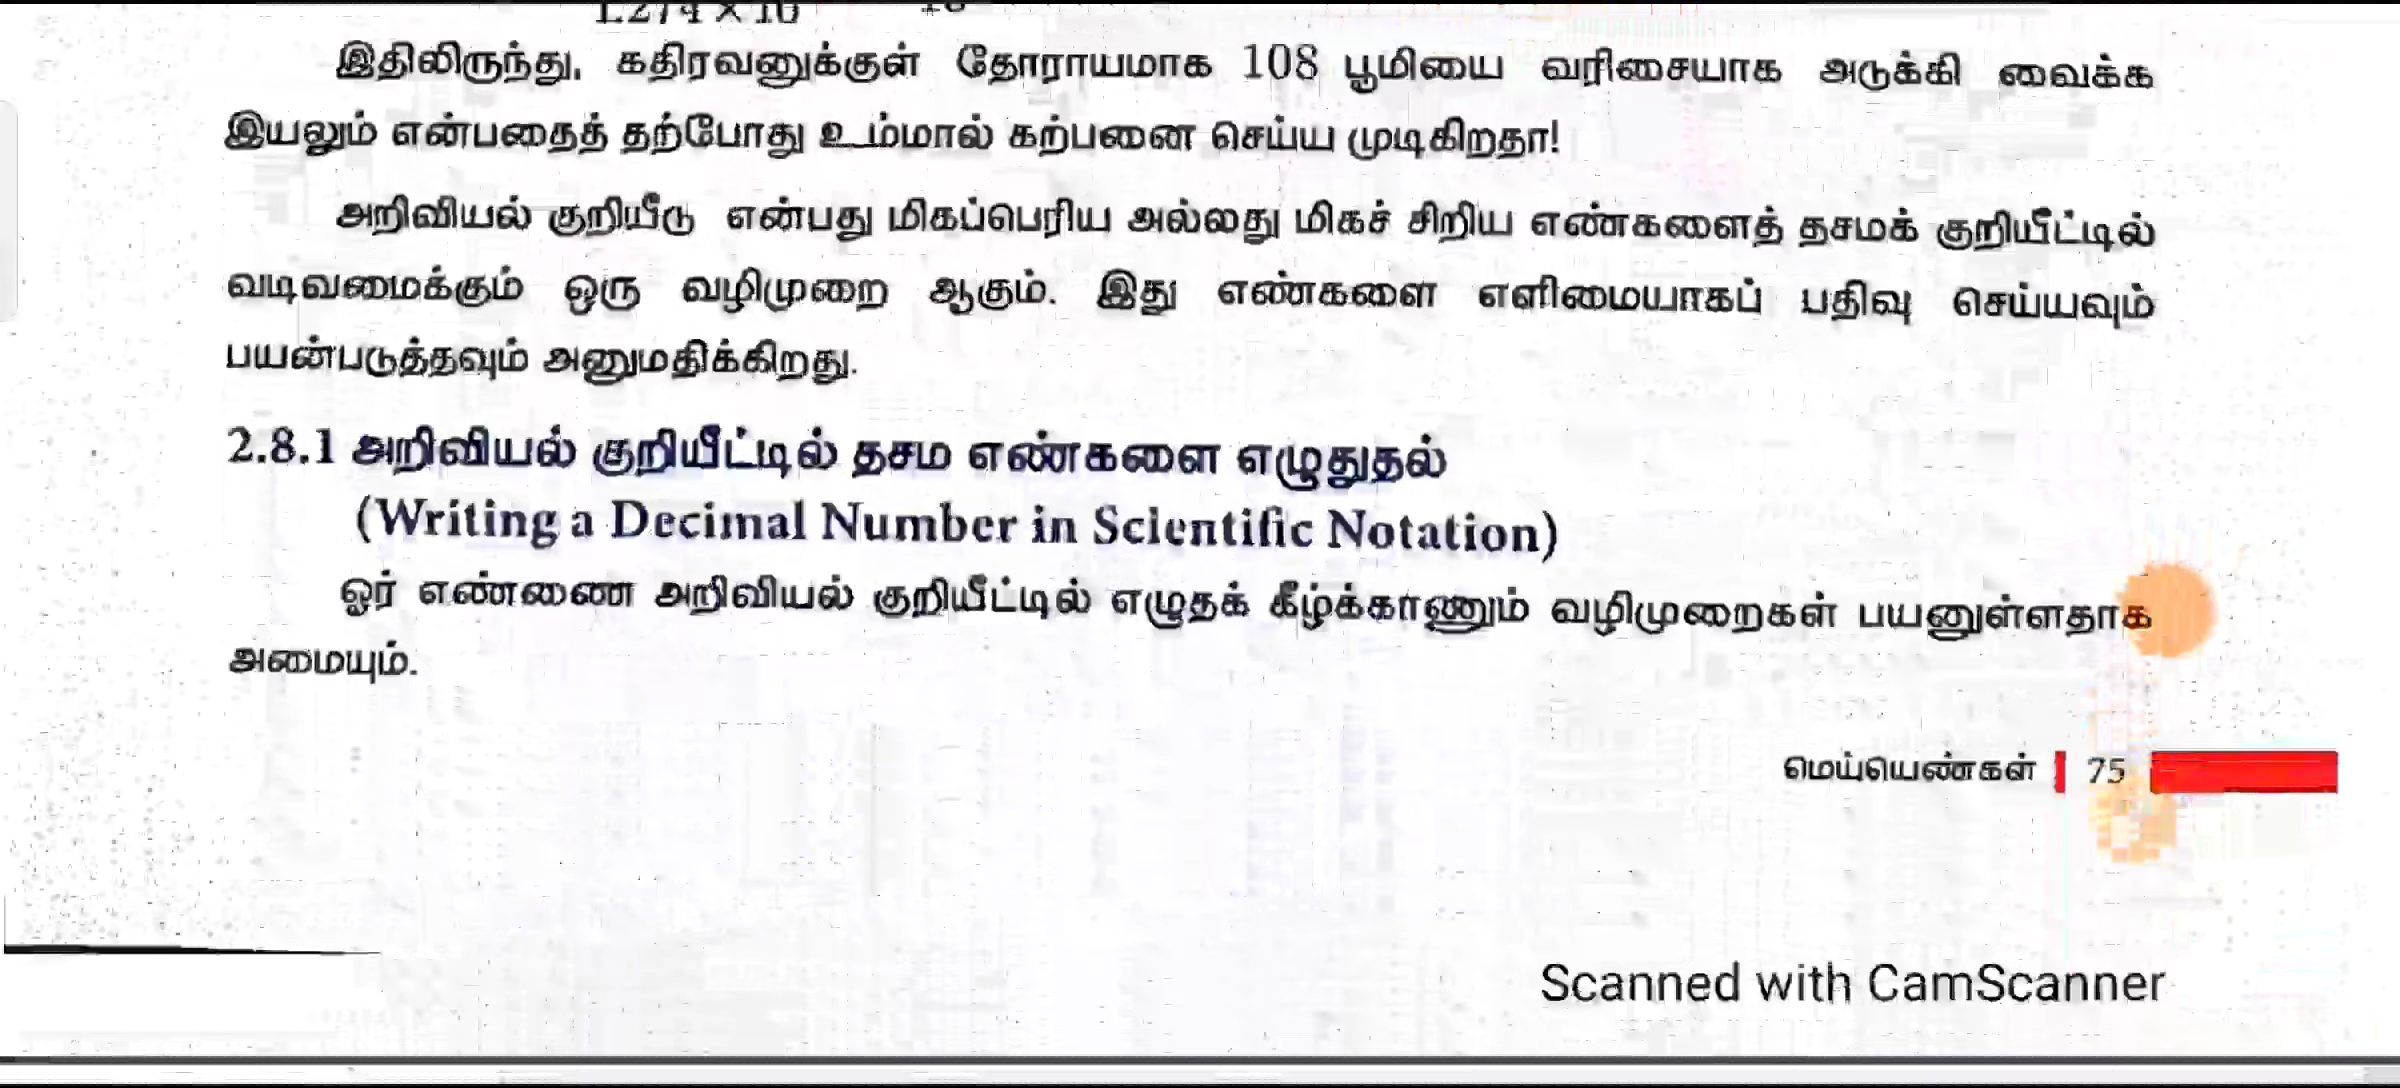 இதிலிருந்து, கதிரவனுக்குள் தோராயமாக 108 பூமியை வரிசையாக அடுக்கி வைக்க
இயலும் என்பதைத் தற்போது உம்மால் கற்பனை செய்ய முடிகிறதா!
அறிவியல் குறியீடு என்பது மிகப்பெரிய அல்லது மிகச் சிறிய எண்களைத் தசமக் குறியீட்டில்
வடிவமைக்கும் ஒரு வழிமுறை ஆகும். இது எண்களை எளிமையாகப் பதிவு செய்யவும்
பயன்படுத்தவும் அனுமதிக்கிறது.
2.8.1 அறிவியல் குறியீட்டில் தசம எண்களை எழுதுதல்
(Writing a Decimal Number in Scientific Notation)
ஓர் எண்ணை அறிவியல் குறியீட்டில் எழுதக் கீழ்க்காணும் வழிமுறைகள் பயனுள்ளதாக
அமையும்.
மெய்யெண்கள் 75
Scanned with CamScanner